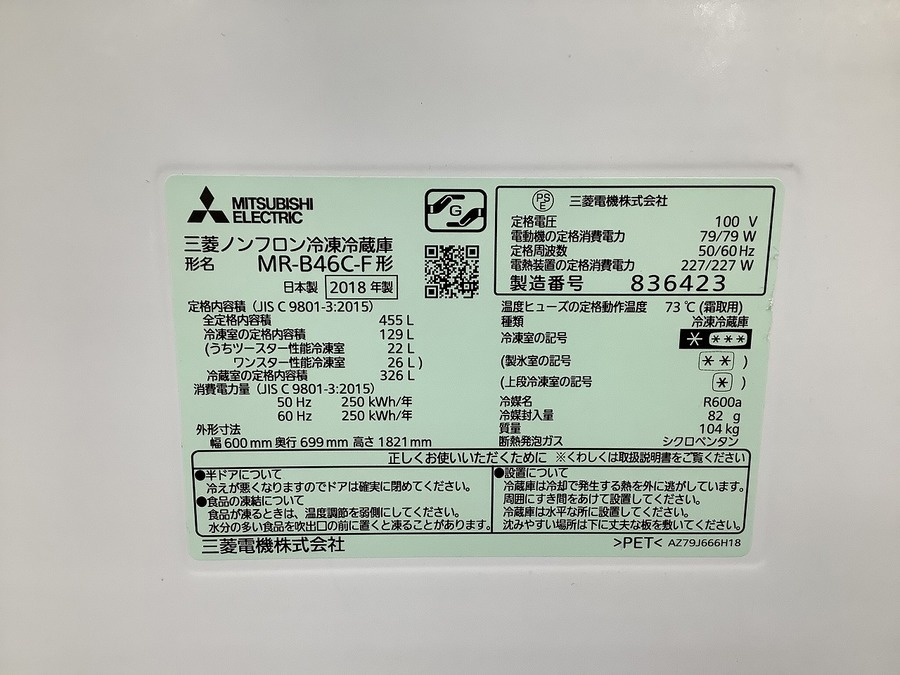 MITSUBISHI
ELECTRIC
G
三菱ノンフロン冷凍冷蔵庫
形名 MR-B46C-F形
日本製 2018 年製
定格内容積（JIS C 9801-3:2015）
全定格内容積 455 L
冷凍室の定格内容積 129 L
(うちツースター性能冷凍室 22 L
ワンスター性能冷凍室 26 L )
冷蔵室の定格内容積 326 L
消費電力量（JIS C 9801-3:2015）
50 Hz 250 kWh/年
60 Hz 250 kWh/年
外形寸法
幅 600 mm 奥行 699 mm 高さ 1821 mm
PS
E 三菱電機株式会社
定格電圧 100 V
電動機の定格消費電力 79/79 W
定格周波数 50/60 Hz
電熱装置の定格消費電力 227/227 W
製造番号 836423
温度ヒューズの定格動作温度 73 ℃ (霜取用)
種類 冷凍冷蔵庫
冷凍室の記号 * ***
(製氷室の記号 ** )
(上段冷凍室の記号 * )
冷媒名 R600a
冷媒封入量 82 g
質量 104 kg
断熱発泡ガス シクロペンタン
正しくお使いいただくために ※くわしくは取扱説明書をご覧ください
●半ドアについて
冷えが悪くなりますのでドアは確実に閉めてください。
●食品の凍結について
食品が凍るときは、温度調節を弱側にしてください。
水分の多い食品を吹出口の前に置くと凍ることがあります。
●設置について
冷蔵庫は冷却で発生する熱を外に逃がしています。
周囲にすき間をあけて設置してください。
冷蔵庫は水平な所に設置してください。
沈みやすい場所は下に丈夫な板を敷いてください。
三菱電機株式会社 >PET< AZ79J666H18